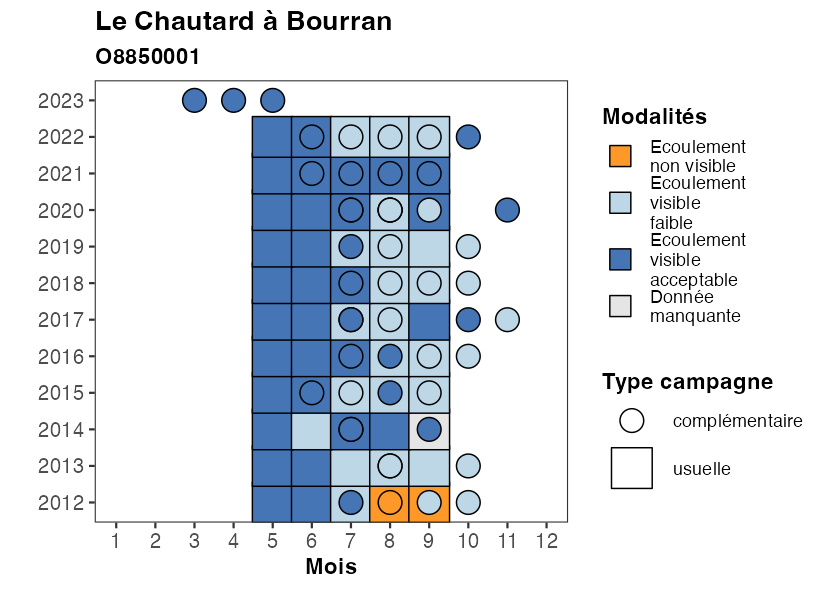 Le Chautard à Bourran
O8850001
2023
2022
2021
2020
2019
2018
2017
2016
2015
2014
2013
2012
1 2 3 4 5 6 7 8 9 10 11 12
Mois
Modalités
Ecoulement
non visible
Ecoulement
visible
faible
Ecoulement
visible
acceptable
Donnée
manquante
Type campagne
complémentaire
usuelle